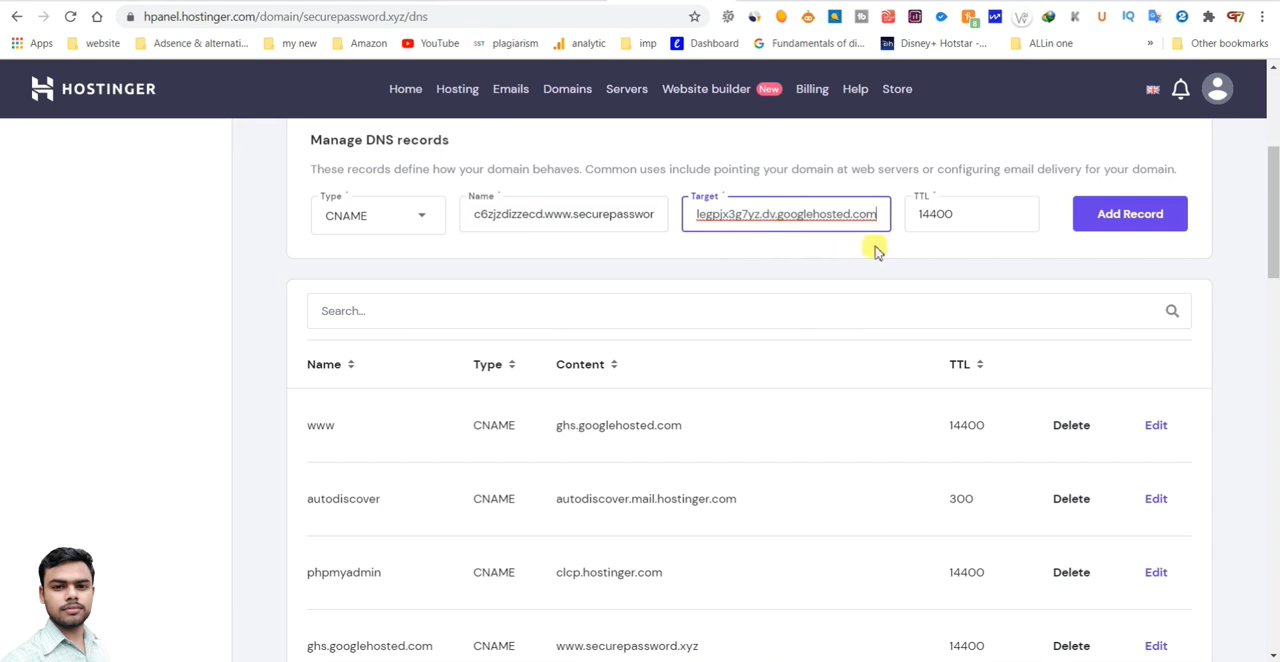 hpanel.hostinger.com/domain/securepassword.xyz/dns
Apps website Adsence & alternati... my new Amazon YouTube SST plagiarism analytic imp Dashboard Fundamentals of di... Disney+ Hotstar -... ALLin one » Other bookmarks
HOSTINGER Home Hosting Emails Domains Servers Website builder New Billing Help Store
Manage DNS records
These records define how your domain behaves. Common uses include pointing your domain at web servers or configuring email delivery for your domain.
Type * Name * Target * TTL *
CNAME c6zjzdizzecd.www.securepasswor legpjx3g7yz.dv.googlehosted.com 14400 Add Record
Search...
Name Type Content TTL
www CNAME ghs.googlehosted.com 14400 Delete Edit
autodiscover CNAME autodiscover.mail.hostinger.com 300 Delete Edit
phpmyadmin CNAME clcp.hostinger.com 14400 Delete Edit
ghs.googlehosted.com CNAME www.securepassword.xyz 14400 Delete Edit